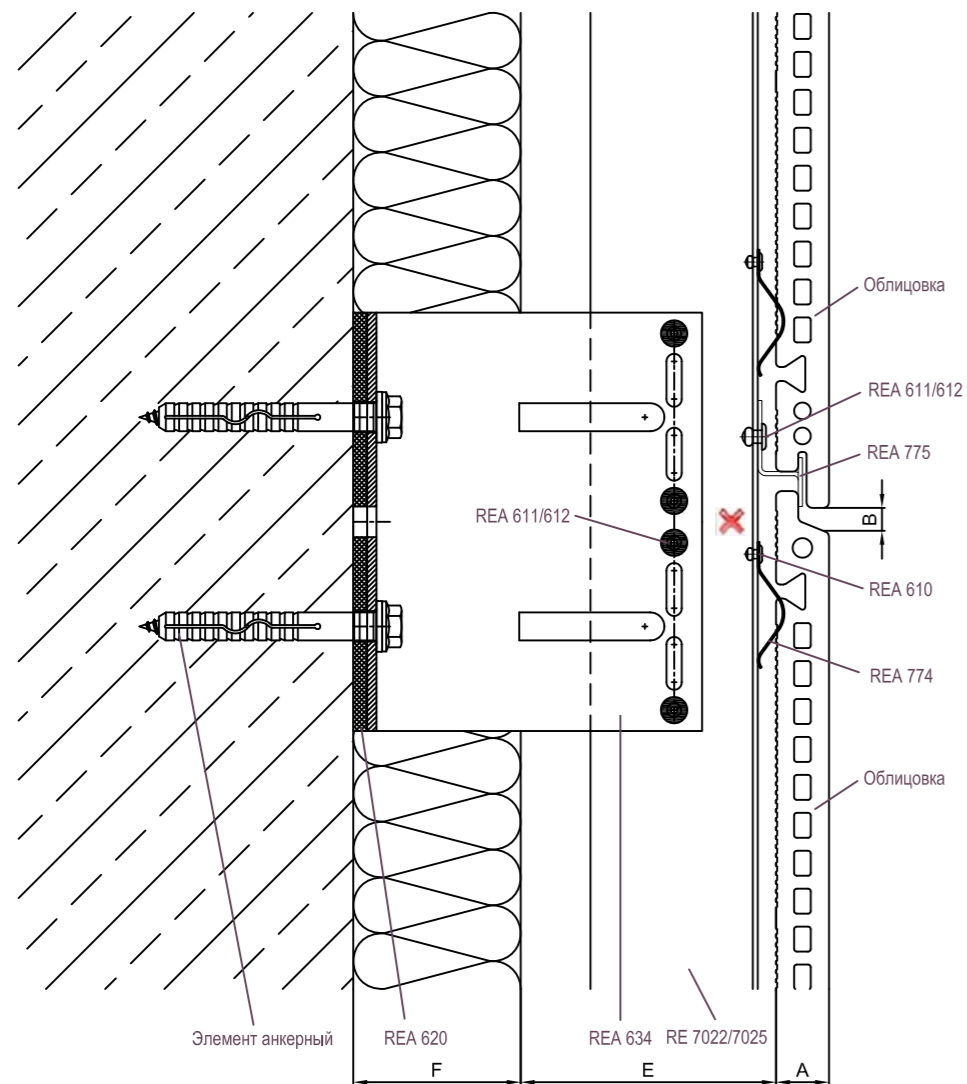 Облицовка
REA 611/612
REA 775
REA 611/612
B
REA 610
REA 774
Облицовка
Элемент анкерный
REA 620
REA 634
RE 7022/7025
F
E
A